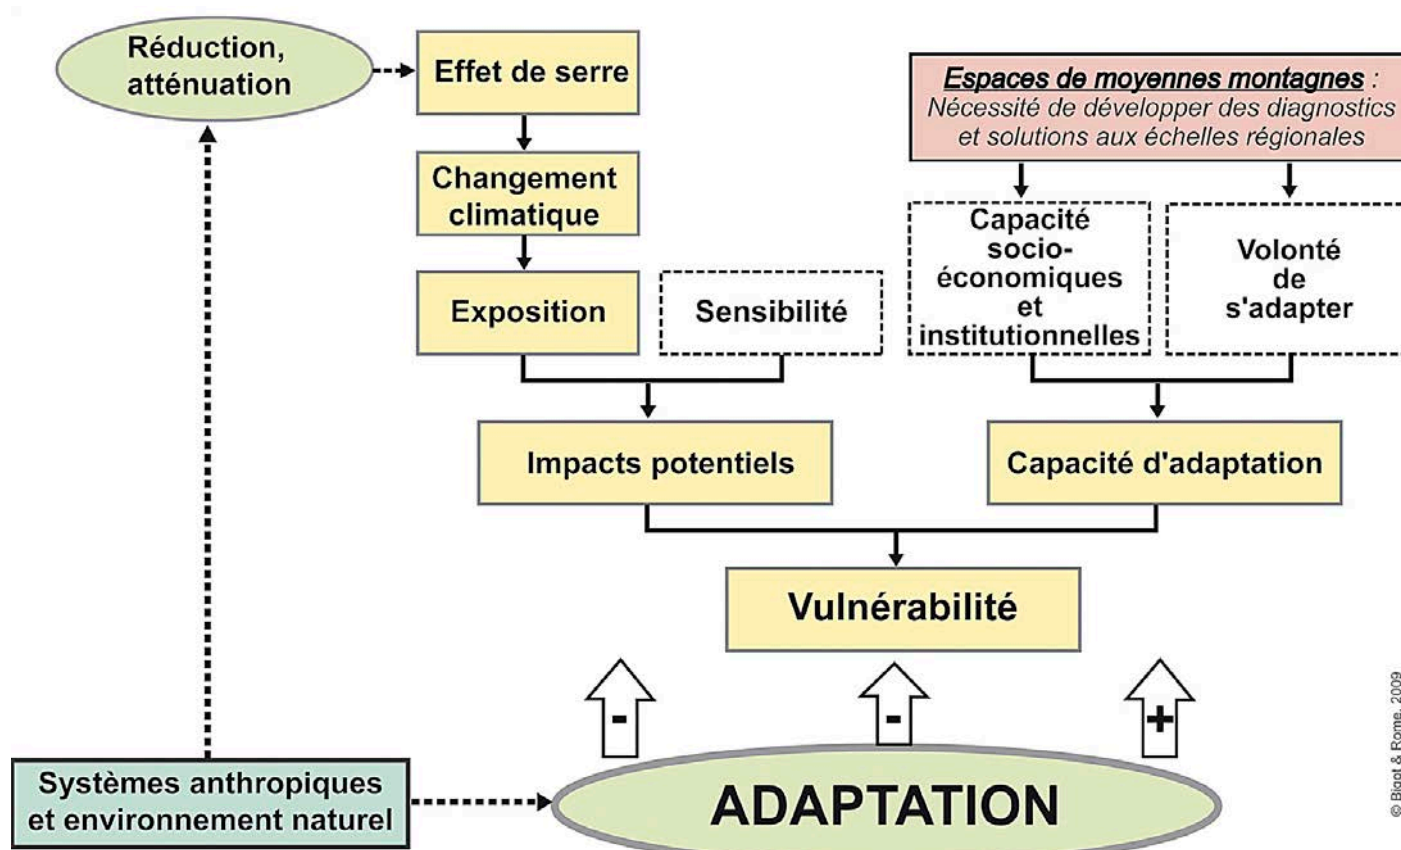 Réduction,
atténuation
Effet de serre
Espaces de moyennes montagnes :
Nécessité de développer des diagnostics
et solutions aux échelles régionales
Changement
climatique
Capacité
socio-
économiques
et
institutionnelles
Volonté
de
s'adapter
Exposition
Sensibilité
Impacts potentiels
Capacité d'adaptation
Vulnérabilité
-
-
+
Systèmes anthropiques
et environnement naturel
ADAPTATION
© Bigot & Rome, 2009